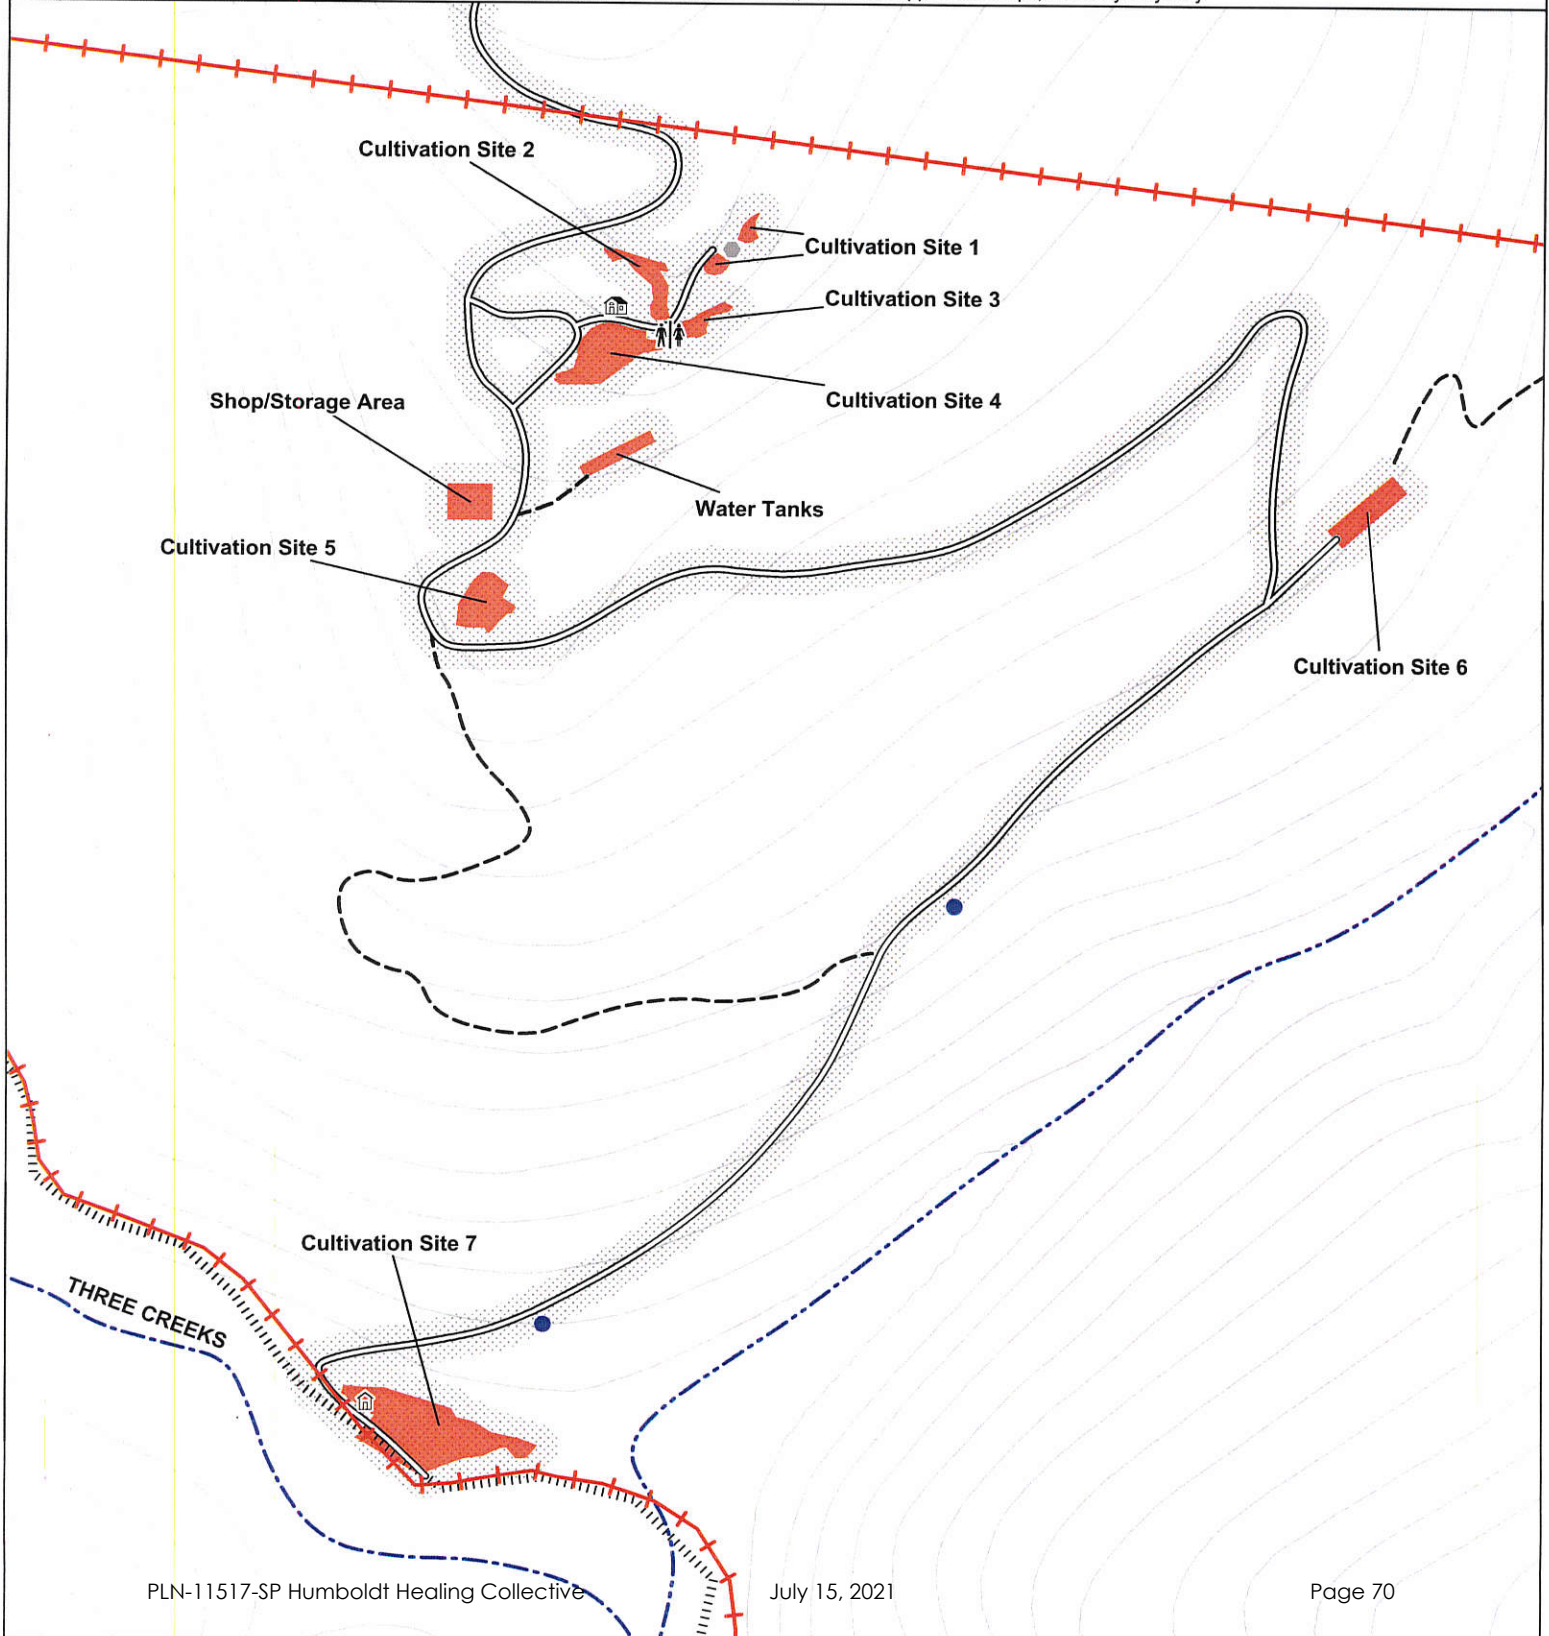 Cultivation Site 2
Cultivation Site 1
Cultivation Site 3
Cultivation Site 4
Shop/Storage Area
Water Tanks
Cultivation Site 5
Cultivation Site 6
Cultivation Site 7
THREE CREEKS
PLN-11517-SP Humboldt Healing Collective July 15, 2021 Page 70